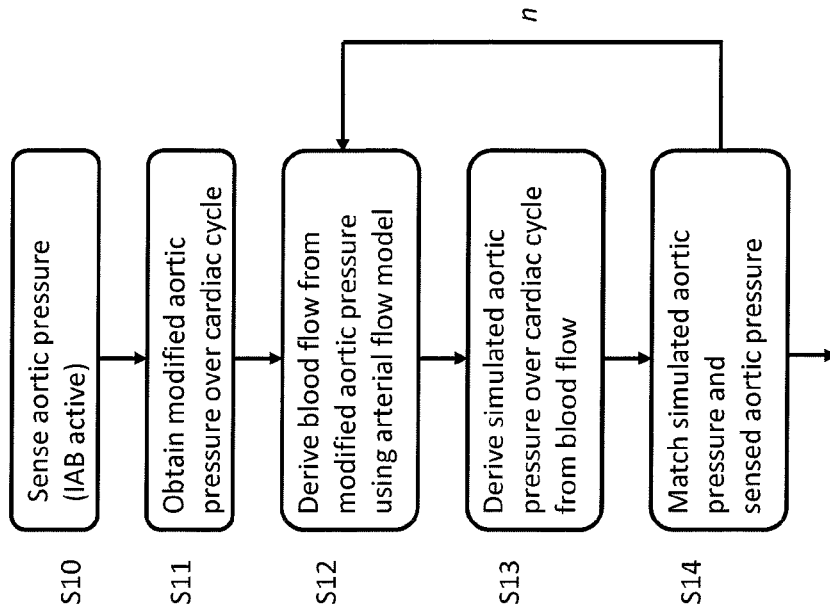 S10
Sense aortic pressure
(IAB active)
S11
Obtain modified aortic
pressure over cardiac cycle
S12
Derive blood flow from
modified aortic pressure
using arterial flow model
n
S13
Derive simulated aortic
pressure over cardiac cycle
from blood flow
S14
Match simulated aortic
pressure and
sensed aortic pressure